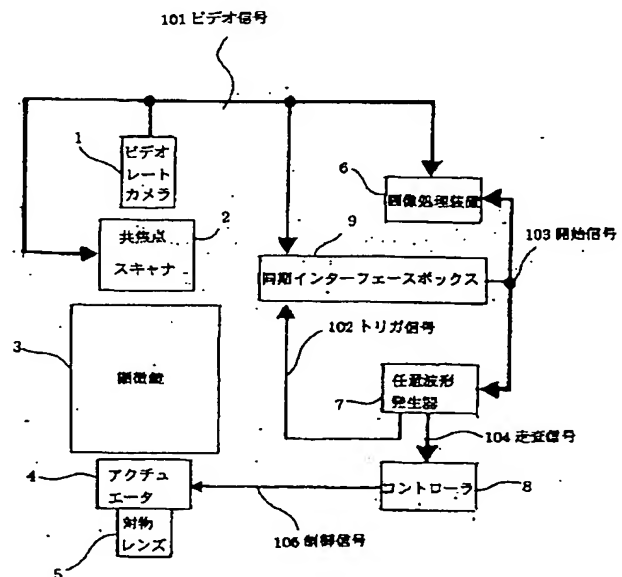 101 ビデオ信号
1
ビデオ
レート
カメラ
2
共焦点
スキャナ
6
画像処理装置
9
103 開始信号
同期インターフェースボックス
3
顕微鏡
102 トリガ信号
任意波形
発生器
7
104 走査信号
4
アクチュ
エータ
コントローラ
8
対物
レンズ
5
105 制御信号